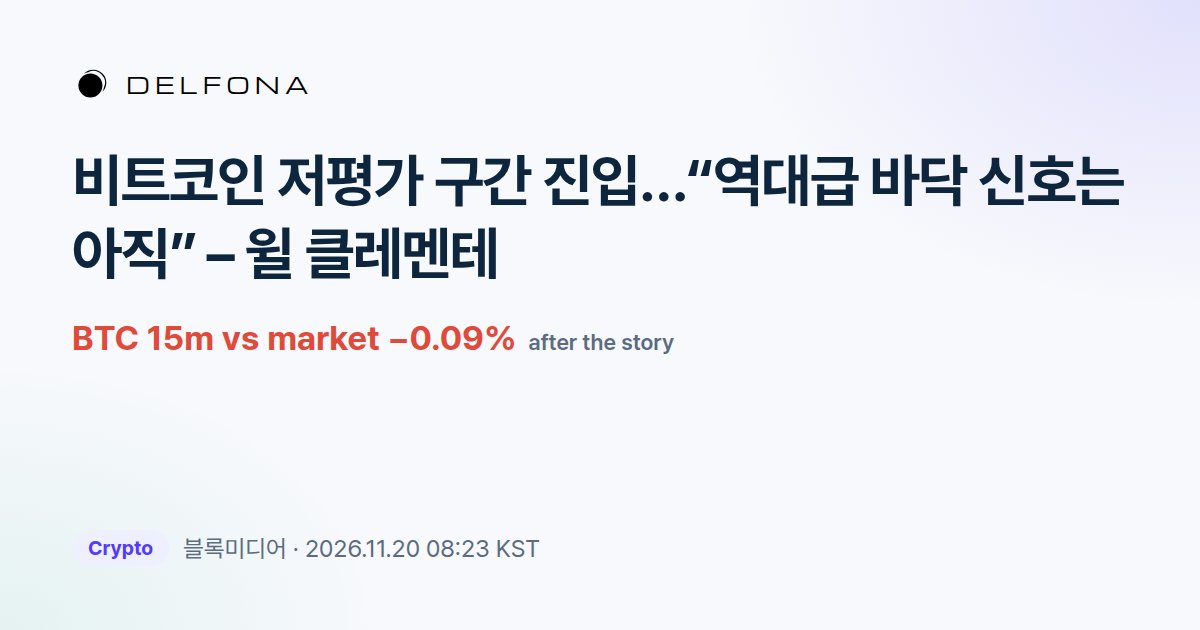 DELFONA
비트코인 저평가 구간 진입…“역대급 바닥 신호는
아직” – 윌 클레멘테
BTC 15m vs market −0.09% after the story
Crypto 블록미디어 · 2026.11.20 08:23 KST